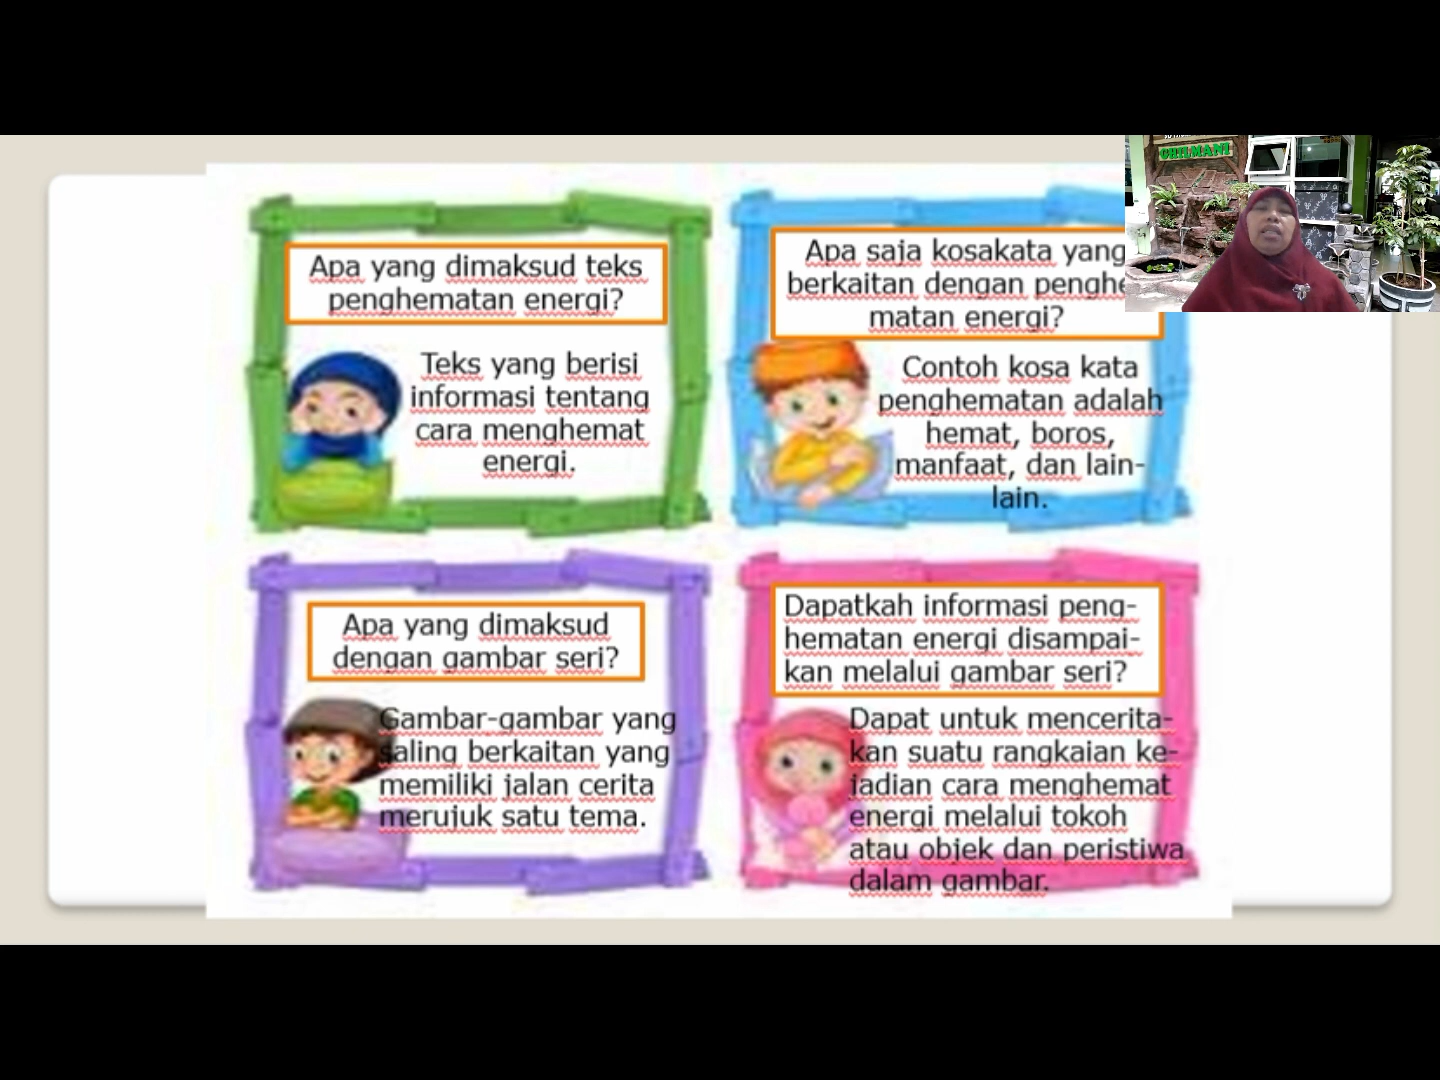 GHILMANI
Apa yang dimaksud teks
penghematan energi?
Teks yang berisi
informasi tentang
cara menghemat
energi.
Apa saja kosakata yang
berkaitan dengan penghe
matan energi?
Contoh kosa kata
penghematan adalah
hemat, boros,
manfaat, dan lain-
lain.
Apa yang dimaksud
dengan gambar seri?
Gambar-gambar yang
saling berkaitan yang
memiliki jalan cerita
merujuk satu tema.
Dapatkah informasi peng-
hematan energi disampai-
kan melalui gambar seri?
Dapat untuk mencerita-
kan suatu rangkaian ke-
jadian cara menghemat
energi melalui tokoh
atau objek dan peristiwa
dalam gambar.